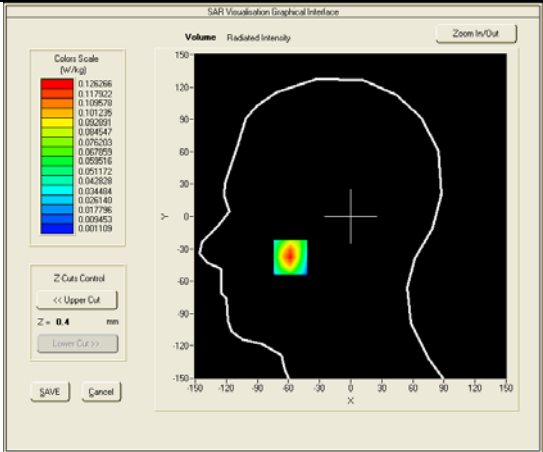 SAR Visualisation Graphical Interface
Volume Radiated Intensity
Zoom In/Out
Colors Scale
(W/kg)
0.126266
0.117922
0.109578
0.101235
0.092891
0.084547
0.076203
0.067859
0.059516
0.051172
0.042828
0.034484
0.026140
0.017796
0.009453
0.001109
Z-Cuts Control
<< Upper Cut
Z = 0.4 mm
Lower Cut >>
SAVE Cancel
150
120
90
60
30
0
-30
-60
-90
-120
-150
Y
-150 -120 -90 -60 -30 0 30 60 90 120 150
X